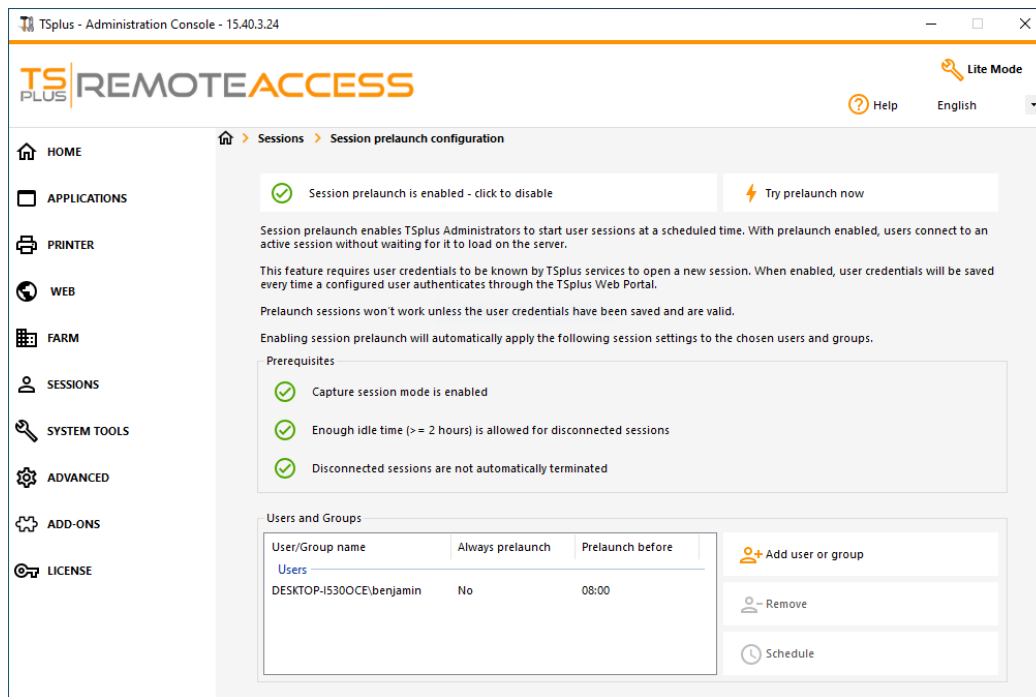 TSplus - Administration Console - 15.40.3.24
TS PLUS REMOTEACCESS
Lite Mode
Help
English
HOME
APPLICATIONS
PRINTER
WEB
FARM
SESSIONS
SYSTEM TOOLS
ADVANCED
ADD-ONS
LICENSE
Sessions > Session prelaunch configuration
Session prelaunch is enabled - click to disable
Try prelaunch now
Session prelaunch enables TSplus Administrators to start user sessions at a scheduled time. With prelaunch enabled, users connect to an
active session without waiting for it to load on the server.
This feature requires user credentials to be known by TSplus services to open a new session. When enabled, user credentials will be saved
every time a configured user authenticates through the TSplus Web Portal.
Prelaunch sessions won't work unless the user credentials have been saved and are valid.
Enabling session prelaunch will automatically apply the following session settings to the chosen users and groups.
Prerequisites
Capture session mode is enabled
Enough idle time (>= 2 hours) is allowed for disconnected sessions
Disconnected sessions are not automatically terminated
Users and Groups
User/Group name Always prelaunch Prelaunch before
Users
DESKTOP-I530OCE\benjamin No 08:00
Add user or group
Remove
Schedule